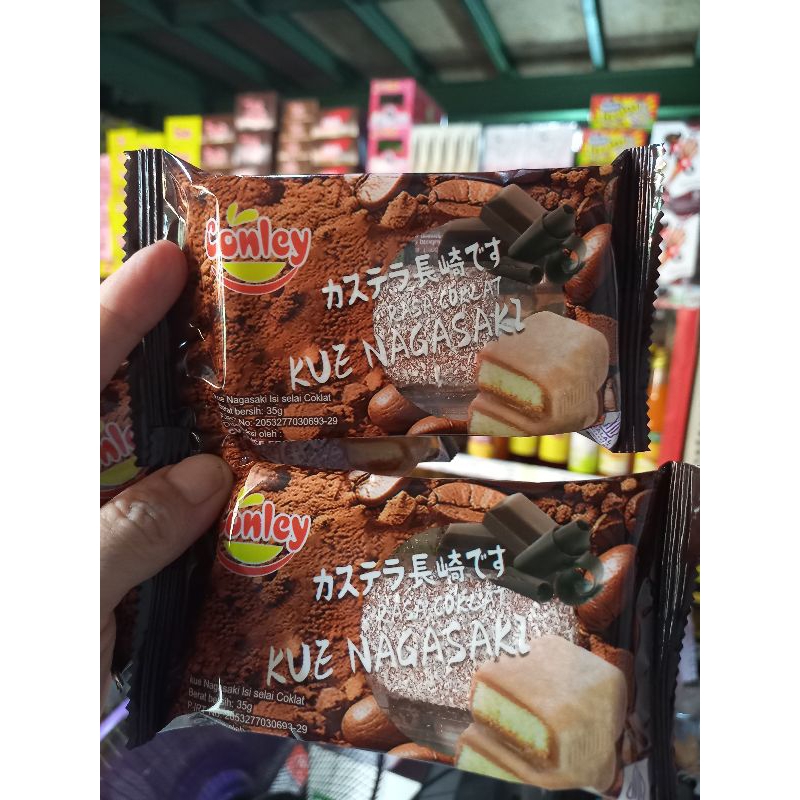 Conley
カステラ長崎です
RASA COKLAT
KUE NAGASAKI
kue Nagasaki Isi selai Coklat
Berat bersih: 35g
No: 2053277030693-29
oleh :
Conley
カステラ長崎です
RASA COKLAT
KUE NAGASAKI
kue Nagasaki Isi selai Coklat
Berat bersih: 35g
No: 2053277030693-29